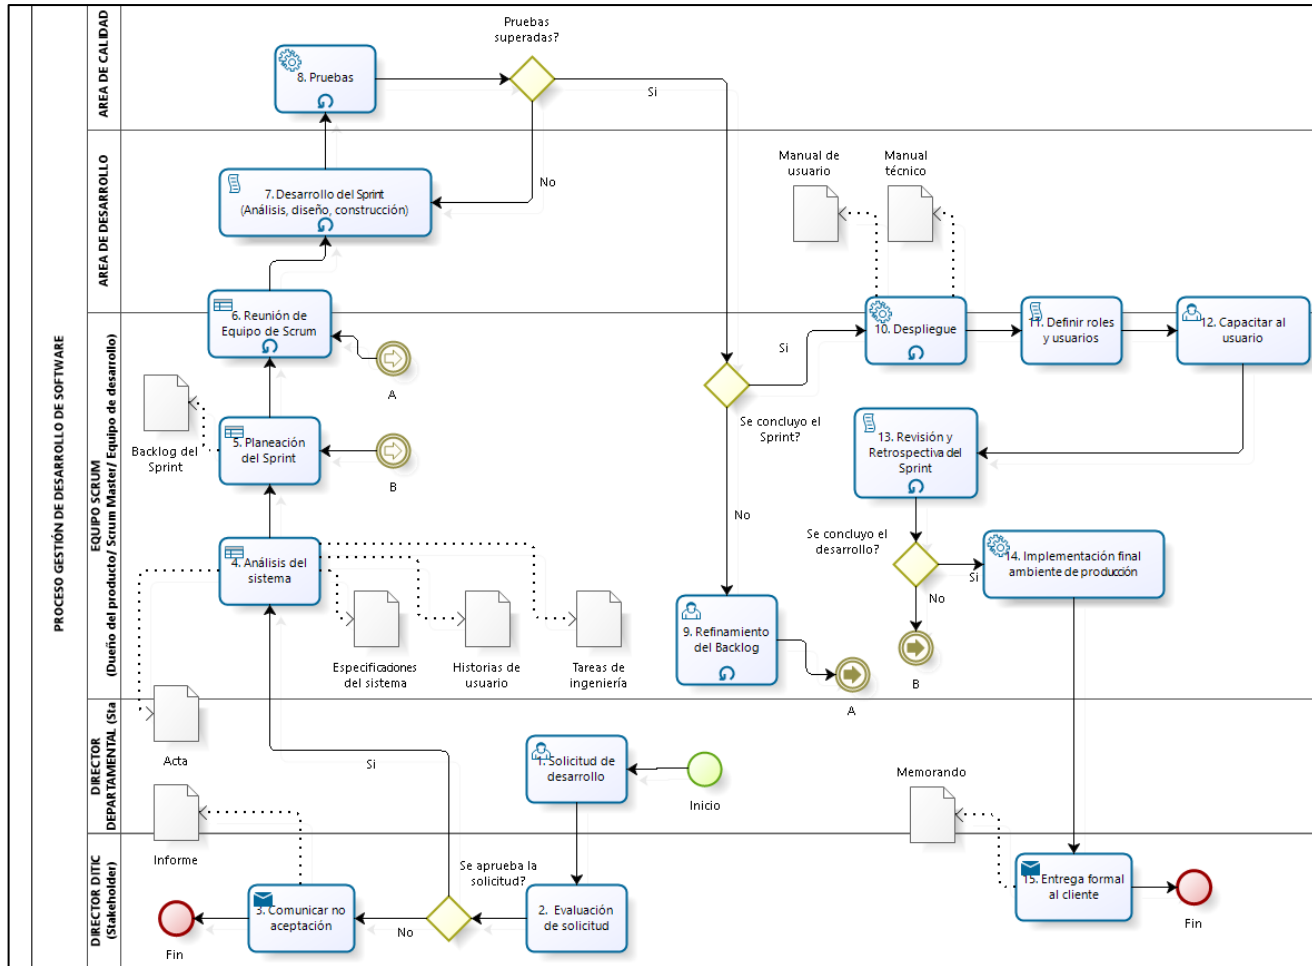 PROCESO GESTIÓN DE DESARROLLO DE SOFTWARE
AREA DE CALIDAD
8. Pruebas
Pruebas
superadas?
Si
No
AREA DE DESARROLLO
7. Desarrollo del Sprint
(Análisis, diseño, construcción)
Manual de
usuario
Manual
técnico
EQUIPO SCRUM
(Dueño del producto/ Scrum Master/ Equipo de desarrollo)
6. Reunión de
Equipo de Scrum
A
Backlog del
Sprint
5. Planeación
del Sprint
B
4. Análisis del
sistema
Especificaciones
del sistema
Historias de
usuario
Tareas de
ingeniería
Se concluyo el
Sprint?
Si
No
10. Despliegue
11. Definir roles
y usuarios
12. Capacitar al
usuario
13. Revisión y
Retrospectiva del
Sprint
Se concluyo el
desarrollo?
Si
No
14. Implementación final
ambiente de producción
9. Refinamiento
del Backlog
A
B
DIRECTOR
DEPARTAMENTAL (Sta
Acta
Si
1. Solicitud de
desarrollo
Inicio
Memorando
Informe
DIRECTOR DITIC
(Stakeholder)
Se aprueba la
solicitud?
Fin
3. Comunicar no
aceptación
No
2. Evaluación
de solicitud
15. Entrega formal
al cliente
Fin